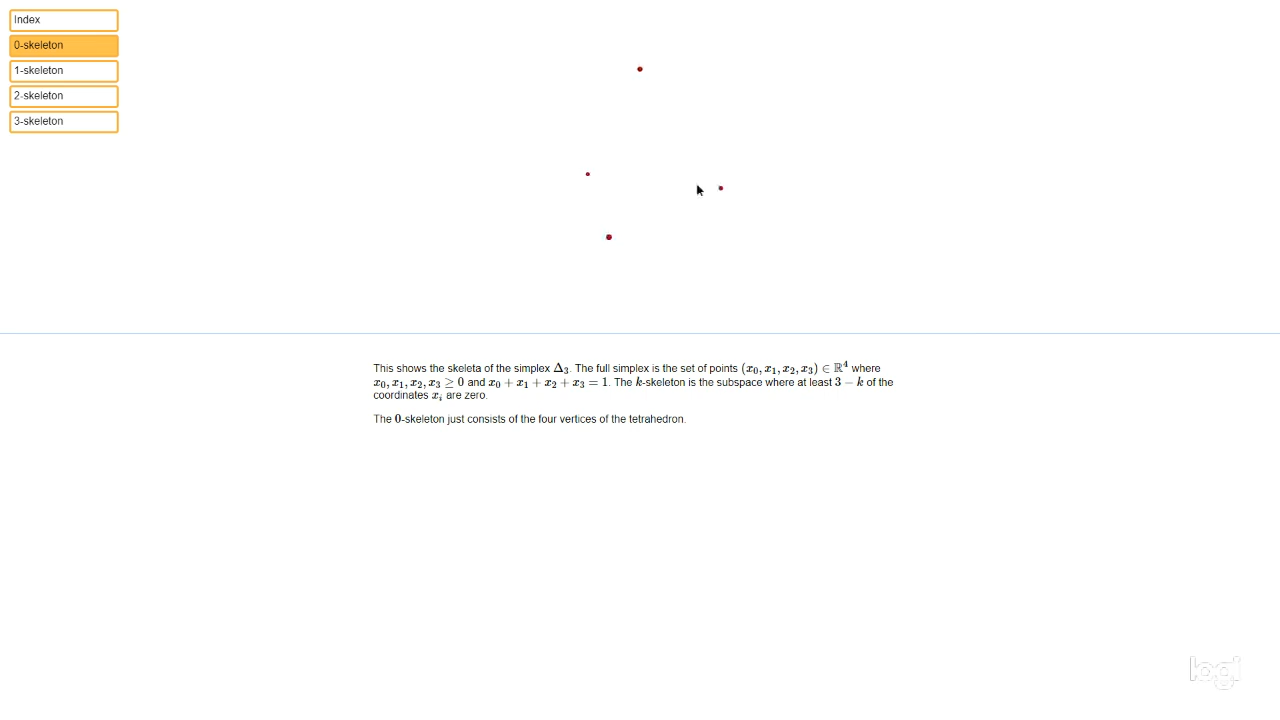 Index
0-skeleton
1-skeleton
2-skeleton
3-skeleton
This shows the skeleta of the simplex Δ₃. The full simplex is the set of points (x₀, x₁, x₂, x₃) ∈ ℝ⁴ where
x₀, x₁, x₂, x₃ ≥ 0 and x₀ + x₁ + x₂ + x₃ = 1. The k-skeleton is the subspace where at least 3 − k of the
coordinates xᵢ are zero.
The 0-skeleton just consists of the four vertices of the tetrahedron.
logi